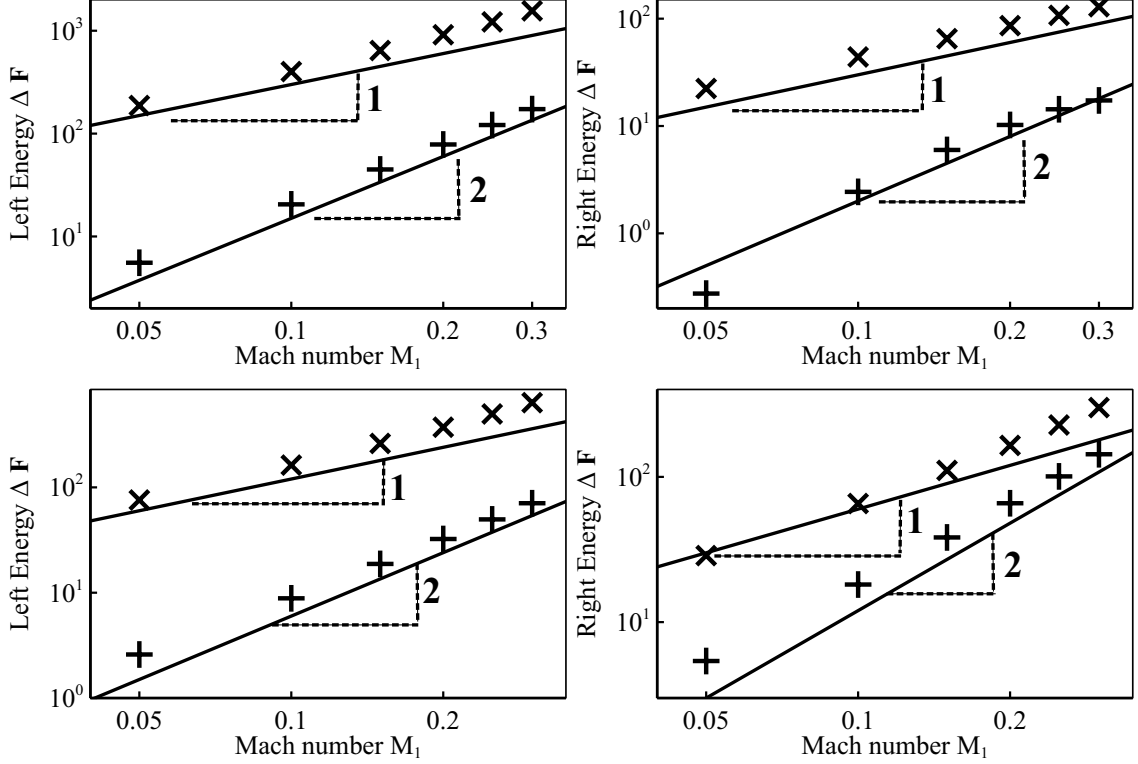 Left Energy Δ F
10³
10²
10¹
1
2
0.05 0.1 0.2 0.3
Mach number M₁
Right Energy Δ F
10²
10¹
10⁰
1
2
0.05 0.1 0.2 0.3
Mach number M₁
Left Energy Δ F
10²
10¹
10⁰
1
2
0.05 0.1 0.2
Mach number M₁
Right Energy Δ F
10²
10¹
1
2
0.05 0.1 0.2
Mach number M₁